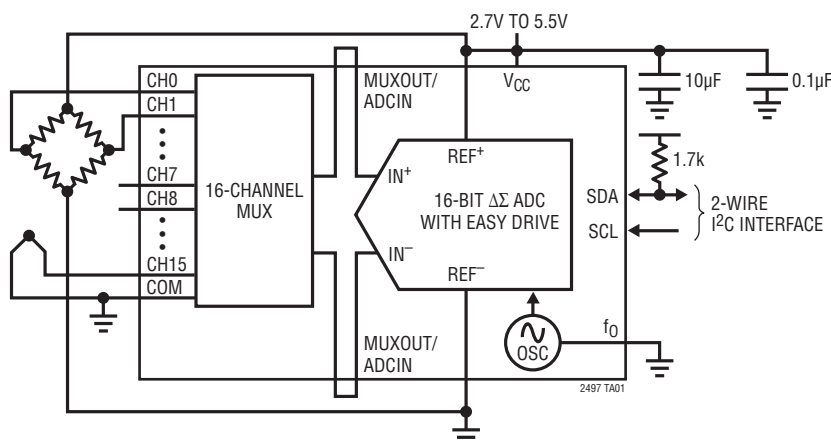 2.7V TO 5.5V
CH0
CH1
MUXOUT/
ADCIN
VCC
10µF
0.1µF
REF+
1.7k
IN+
CH7
16-CHANNEL
MUX
16-BIT ΔΣ ADC
WITH EASY DRIVE
SDA
2-WIRE
I2C INTERFACE
CH8
SCL
IN–
CH15
REF–
COM
MUXOUT/
ADCIN
OSC
fO
2497 TA01